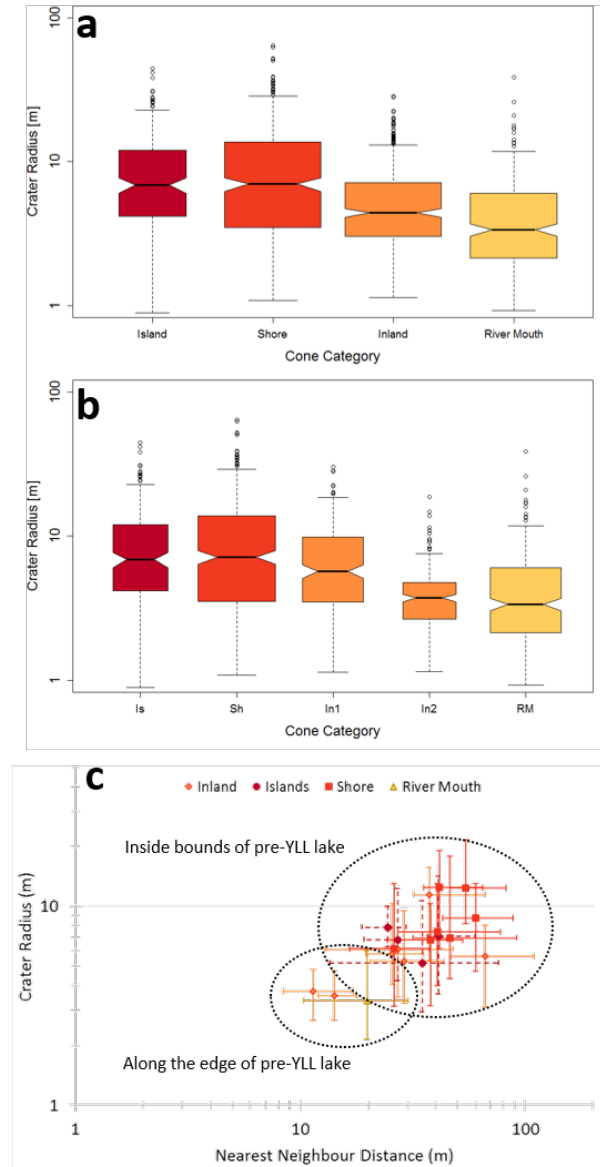 a
100
10
1
Crater Radius [m]
Island Shore Inland River Mouth
Cone Category
b
100
10
1
Crater Radius [m]
Is Sh In1 In2 RM
Cone Category
c
Inland Islands Shore River Mouth
Inside bounds of pre-YLL lake
10
Crater Radius (m)
Along the edge of pre-YLL lake
1
1 10 100
Nearest Neighbour Distance (m)